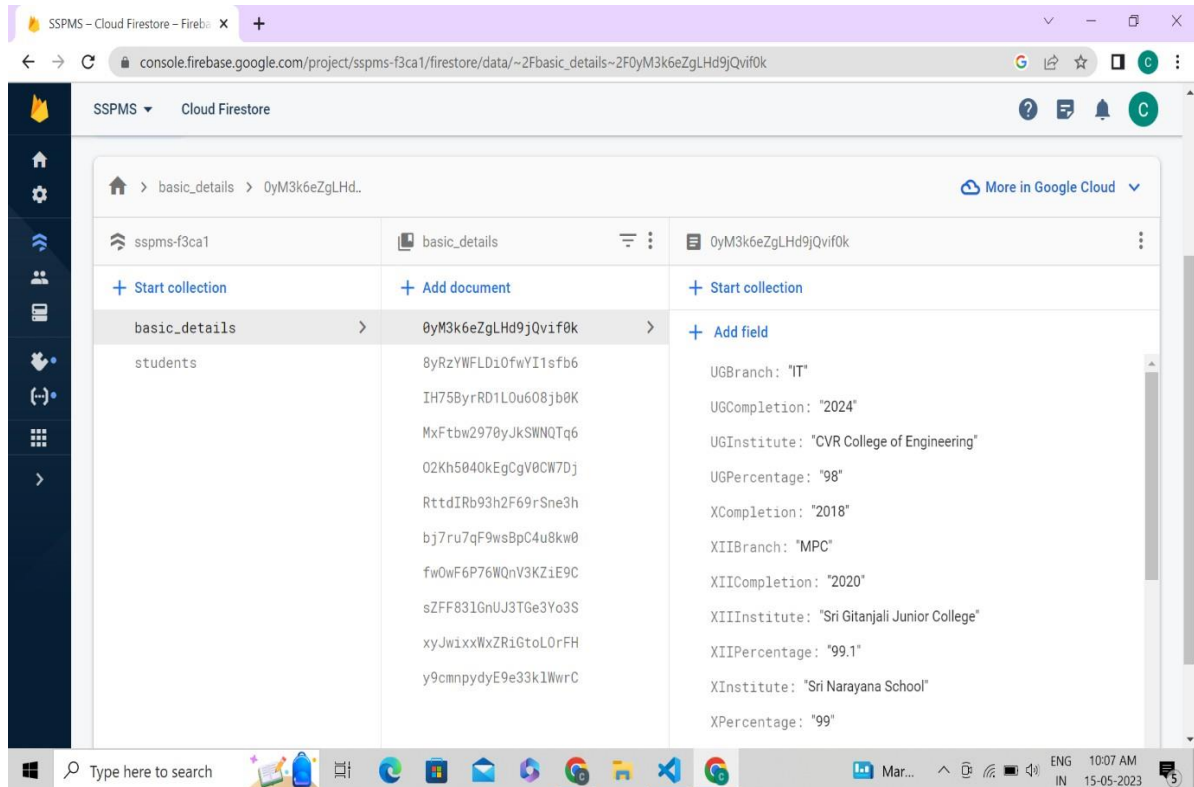 SSPMS – Cloud Firestore – Fireba
console.firebase.google.com/project/sspms-f3ca1/firestore/data/~2Fbasic_details~2F0yM3k6eZgLHd9jQvif0k
SSPMS Cloud Firestore
C
basic_details > 0yM3k6eZgLHd..
More in Google Cloud
sspms-f3ca1
+ Start collection
basic_details
students
basic_details
+ Add document
0yM3k6eZgLHd9jQvif0k
8yRzYWFLDiOfwYI1sfb6
IH75ByrRD1LOu6O8jb0K
MxFtbw2970yJkSWNQTq6
O2Kh504OkEgCgV0CW7Dj
RttdIRb93h2F69rSne3h
bj7ru7qF9wsBpC4u8kw0
fwOwF6P76WQnV3KZiE9C
sZFF83lGnUJ3TGe3Yo3S
xyJwixxWxZRiGtoLOrFH
y9cmnpydyE9e33klWwrC
0yM3k6eZgLHd9jQvif0k
+ Start collection
+ Add field
UGBranch: "IT"
UGCompletion: "2024"
UGInstitute: "CVR College of Engineering"
UGPercentage: "98"
XCompletion: "2018"
XIIBranch: "MPC"
XIICompletion: "2020"
XIIInstitute: "Sri Gitanjali Junior College"
XIIPercentage: "99.1"
XInstitute: "Sri Narayana School"
XPercentage: "99"
Type here to search
Mar...
ENG
IN
10:07 AM
15-05-2023
5